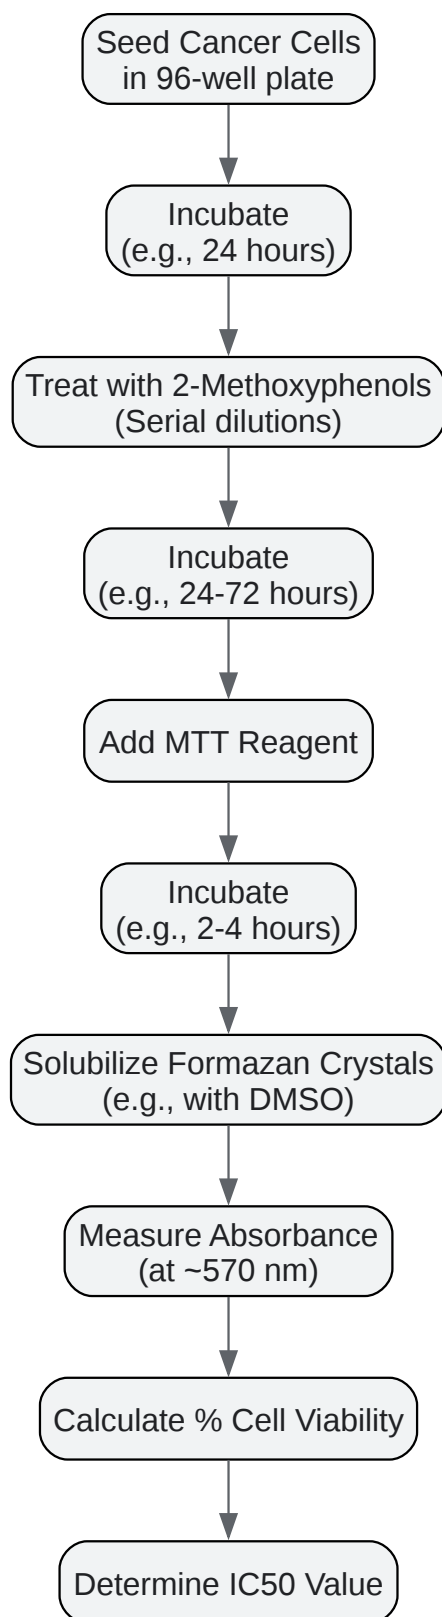 Seed Cancer Cells
in 96-well plate
Incubate
(e.g., 24 hours)
Treat with 2-Methoxyphenols
(Serial dilutions)
Incubate
(e.g., 24-72 hours)
Add MTT Reagent
Incubate
(e.g., 2-4 hours)
Solubilize Formazan Crystals
(e.g., with DMSO)
Measure Absorbance
(at ~570 nm)
Calculate % Cell Viability
Determine IC50 Value